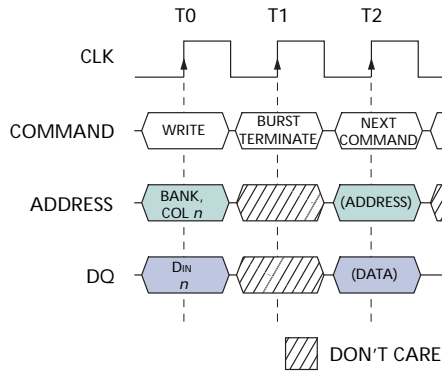 T0 T1 T2
CLK
COMMAND WRITE BURST TERMINATE NEXT COMMAND
ADDRESS BANK, COL n (ADDRESS)
DQ DIN n (DATA)
DON'T CARE